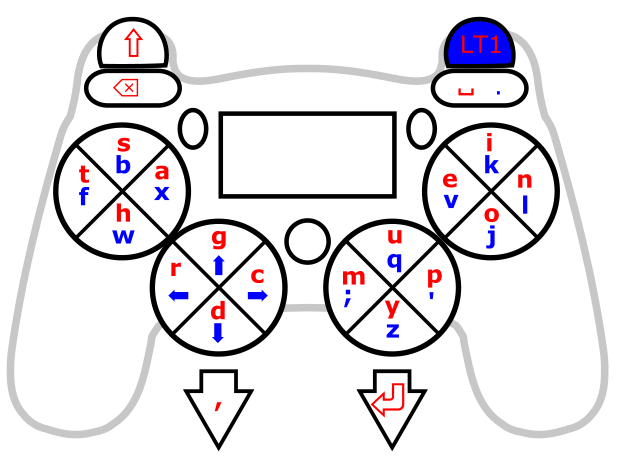 ⇧ LT1
⌫ ␣ .
s i
b k
t a e n
f x v l
h o
w j
g u
⬆ q
r c m p
⬅ ➡ ; '
d y
⬇ z
, ⏎